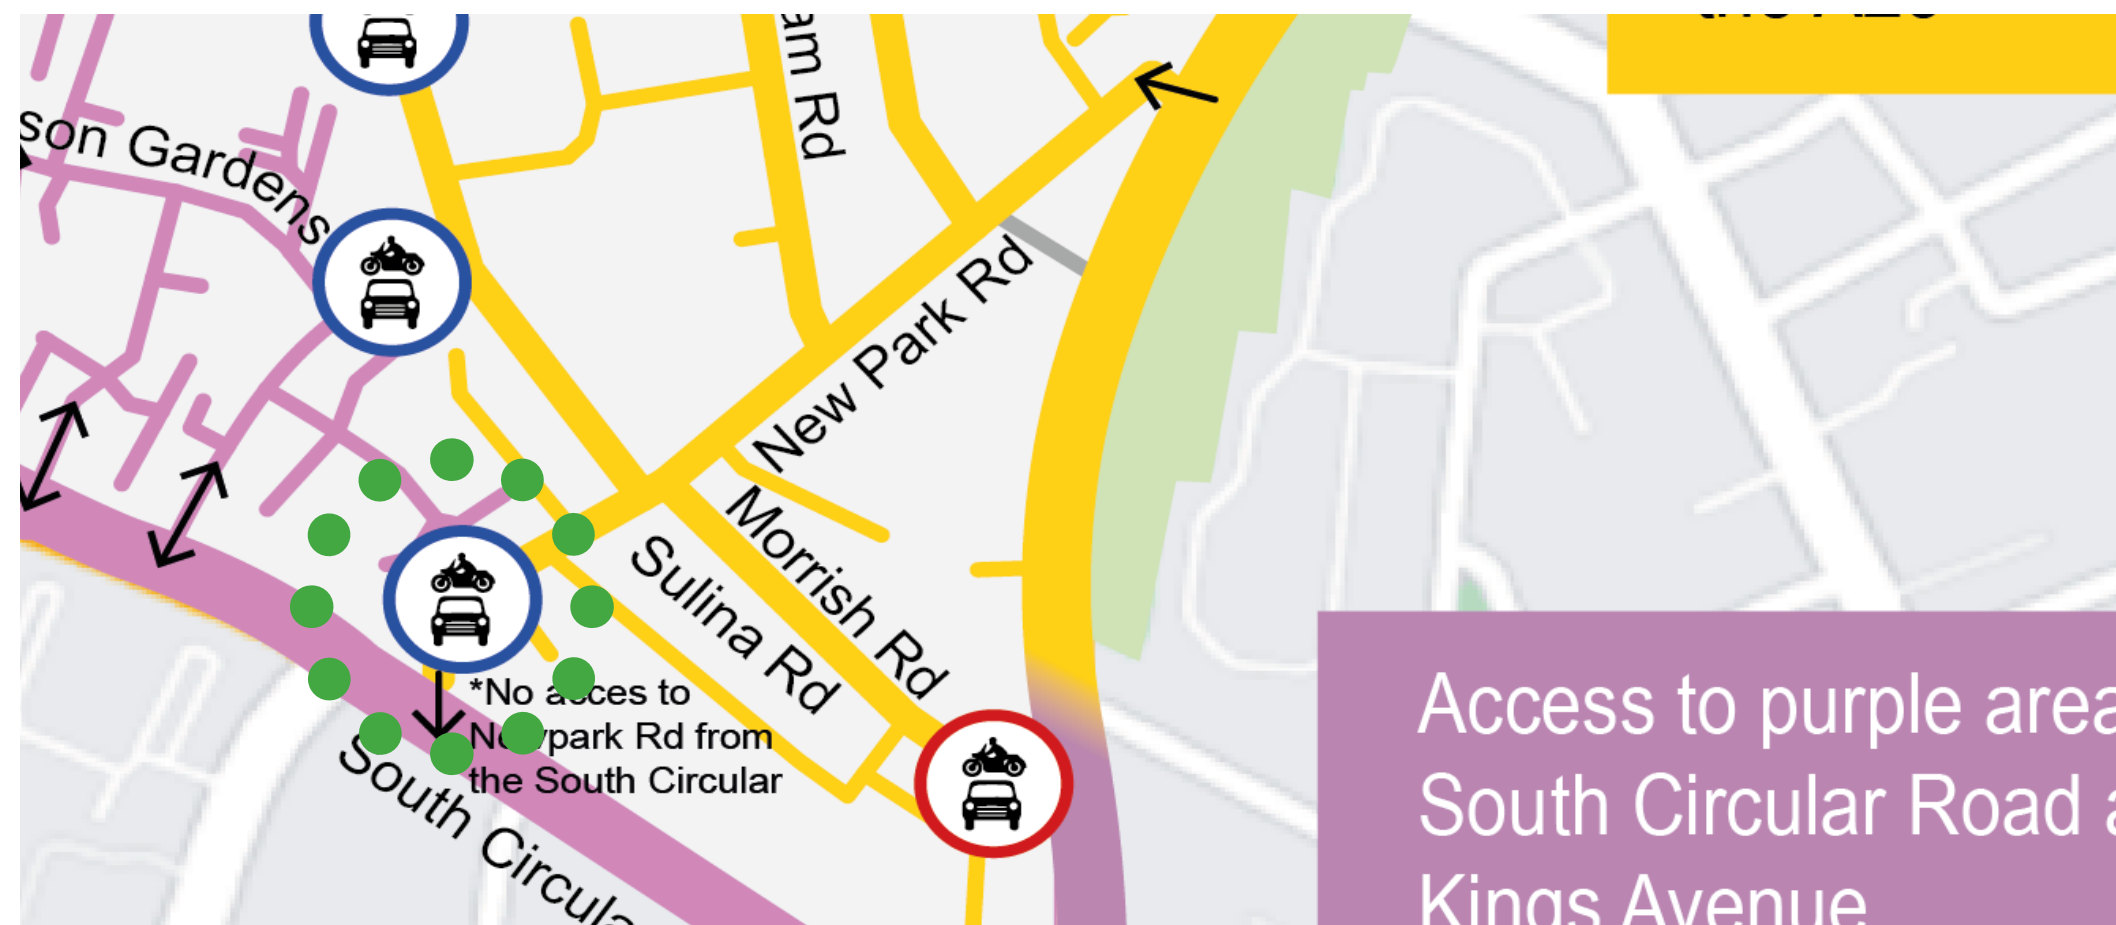 am Rd
son Gardens
New Park Rd
Morrish Rd
Sulina Rd
*No acces to
Newpark Rd from
the South Circular
South Circula
Access to purple area
South Circular Road a
Kings Avenue